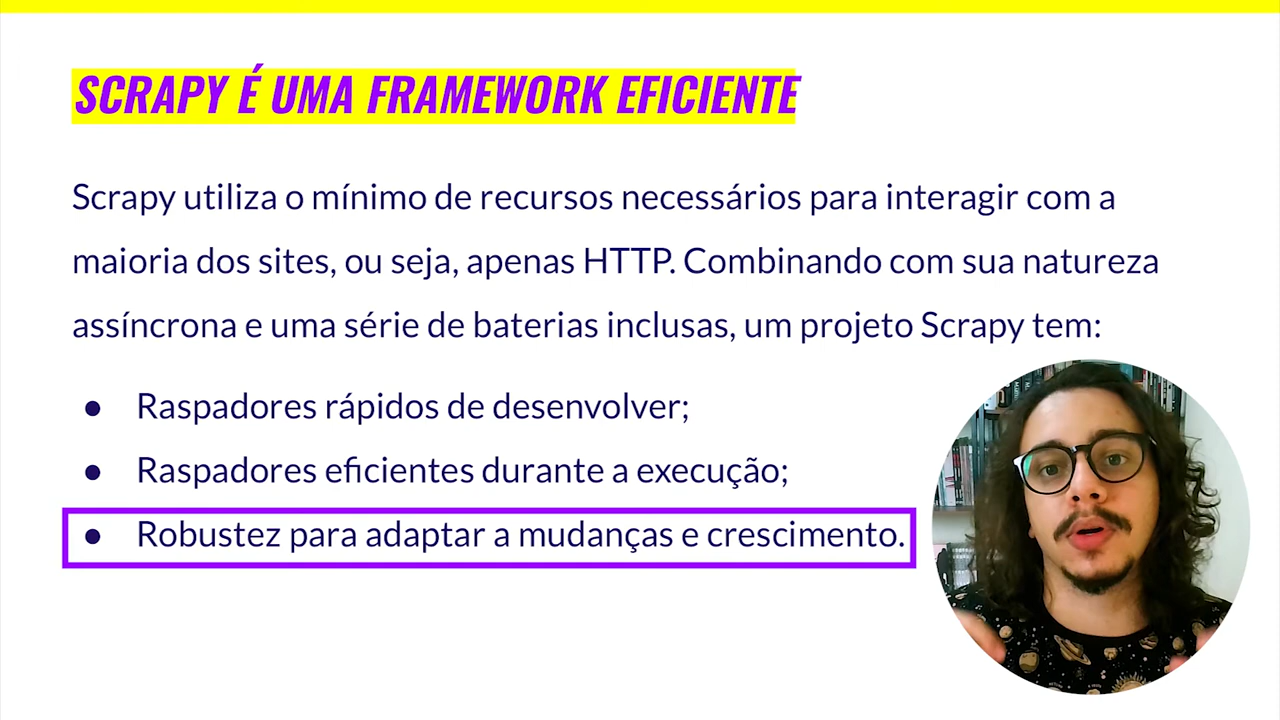 SCRAPY É UMA FRAMEWORK EFICIENTE
Scrapy utiliza o mínimo de recursos necessários para interagir com a
maioria dos sites, ou seja, apenas HTTP. Combinando com sua natureza
assíncrona e uma série de baterias inclusas, um projeto Scrapy tem:
● Raspadores rápidos de desenvolver;
● Raspadores eficientes durante a execução;
● Robustez para adaptar a mudanças e crescimento.